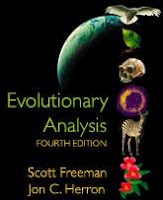 Evolutionary
Analysis
FOURTH EDITION
Scott Freeman
Jon C. Herron